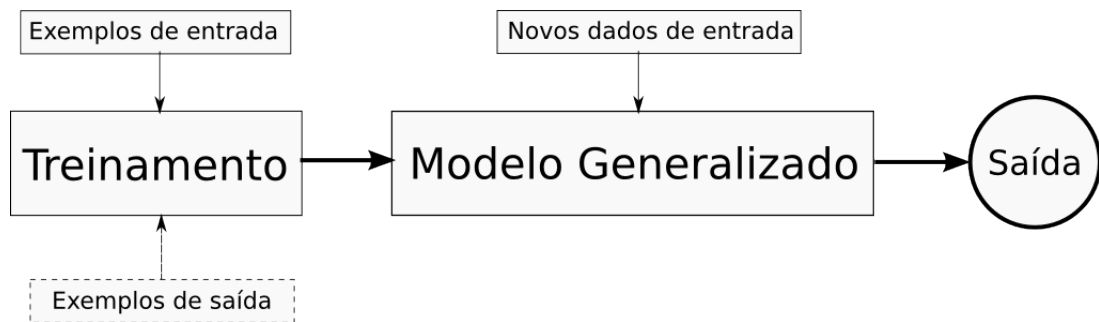 Exemplos de entrada
Novos dados de entrada
Treinamento
Modelo Generalizado
Saída
Exemplos de saída